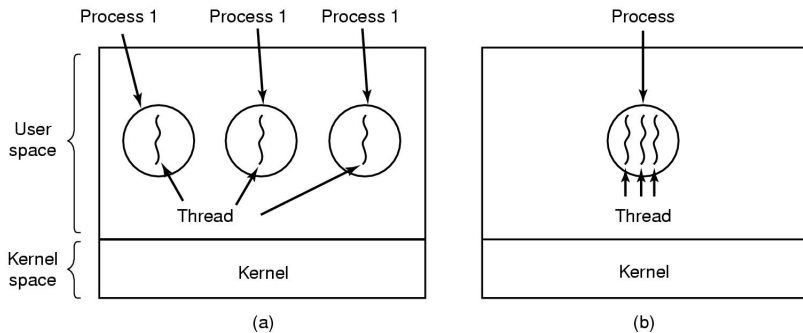 Process 1 Process 1 Process 1 Process
User
space
Thread Thread
Kernel
space
Kernel Kernel
(a) (b)